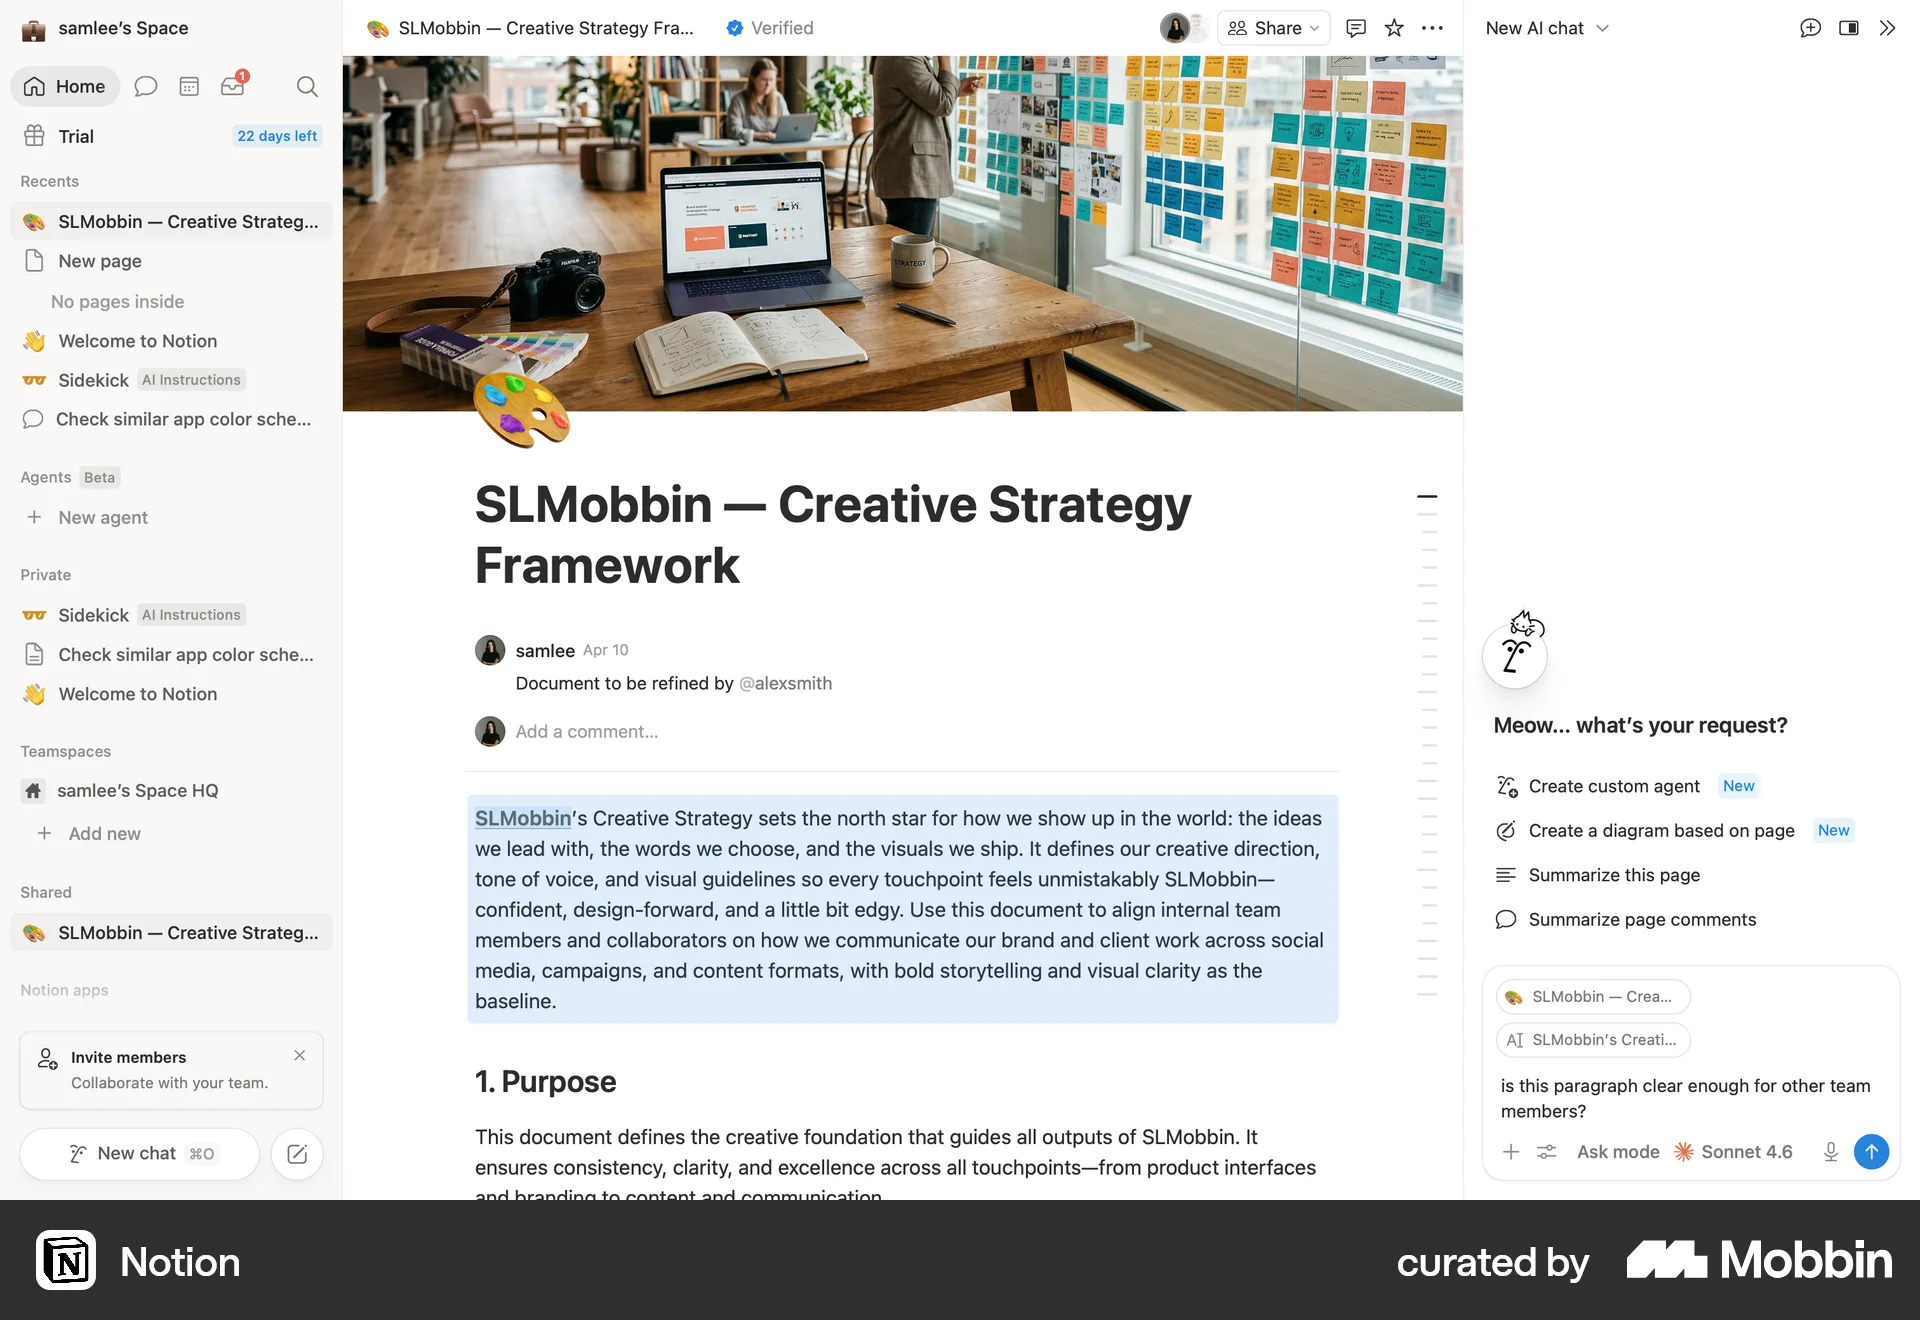 samlee's Space
Home
1
Trial
22 days left
Recents
SLMobbin — Creative Strateg...
New page
No pages inside
Welcome to Notion
Sidekick AI Instructions
Check similar app color sche...
Agents Beta
New agent
Private
Sidekick AI Instructions
Check similar app color sche...
Welcome to Notion
Teamspaces
samlee's Space HQ
Add new
Shared
SLMobbin — Creative Strateg...
Notion apps
Invite members
Collaborate with your team.
New chat ⌘O
SLMobbin — Creative Strategy Fra...
Verified
Share
STRATEGY
FUJIFILM
SLMobbin — Creative Strategy
Framework
samlee Apr 10
Document to be refined by @alexsmith
Add a comment...
SLMobbin's Creative Strategy sets the north star for how we show up in the world: the ideas
we lead with, the words we choose, and the visuals we ship. It defines our creative direction,
tone of voice, and visual guidelines so every touchpoint feels unmistakably SLMobbin—
confident, design-forward, and a little bit edgy. Use this document to align internal team
members and collaborators on how we communicate our brand and client work across social
media, campaigns, and content formats, with bold storytelling and visual clarity as the
baseline.
1. Purpose
This document defines the creative foundation that guides all outputs of SLMobbin. It
ensures consistency, clarity, and excellence across all touchpoints—from product interfaces
and branding to content and communication.
New AI chat
Meow... what's your request?
Create custom agent New
Create a diagram based on page New
Summarize this page
Summarize page comments
SLMobbin — Crea...
SLMobbin's Creati...
is this paragraph clear enough for other team
members?
Ask mode Sonnet 4.6
Notion
curated by Mobbin